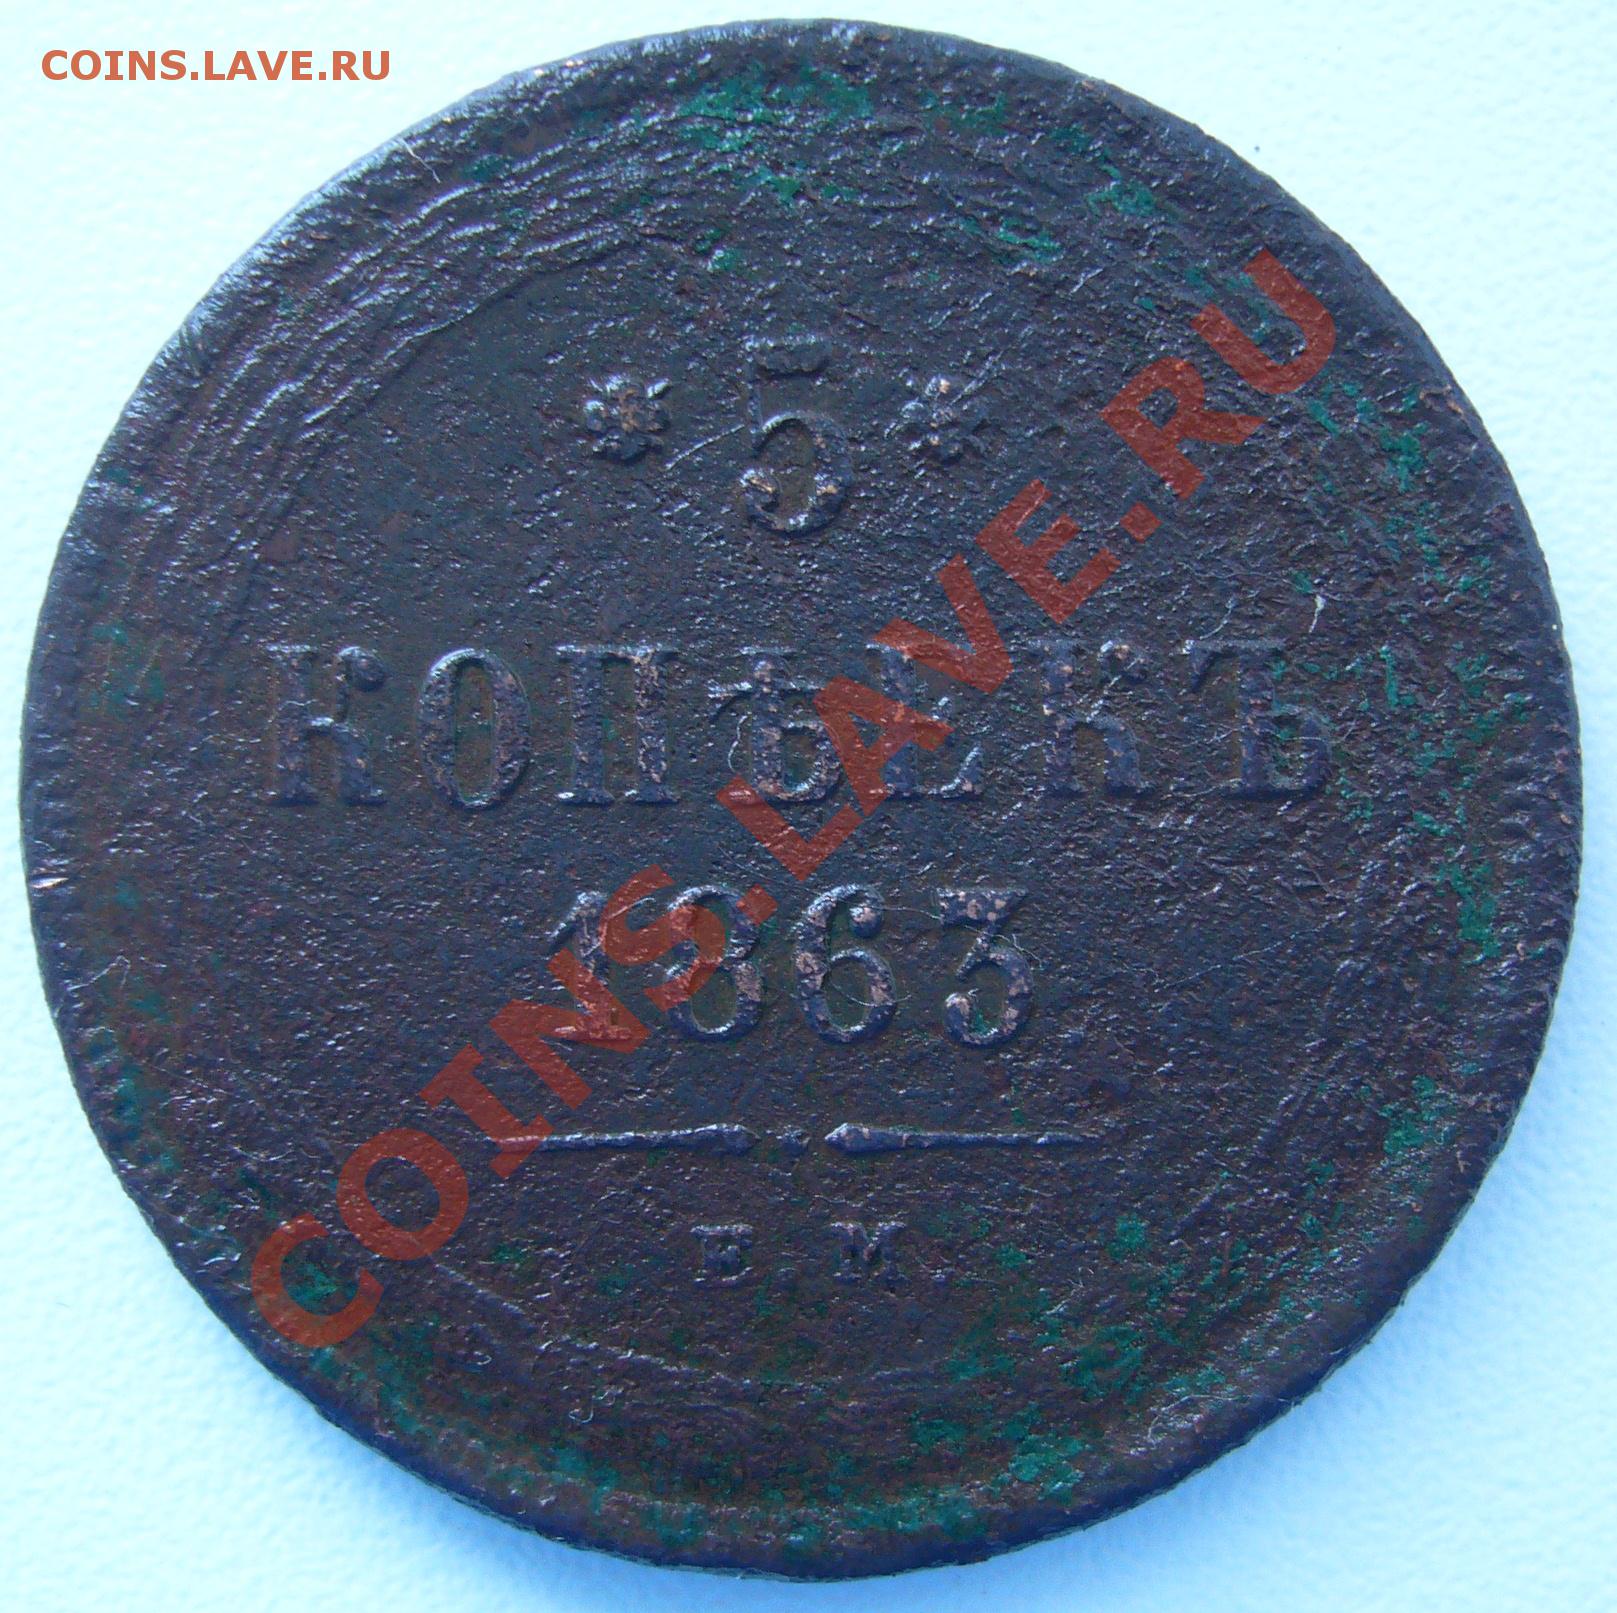 COINS.LAVE.RU
* 5 *
КОПѢЕКЪ
1863
Е М
COINS.LAVE.RU